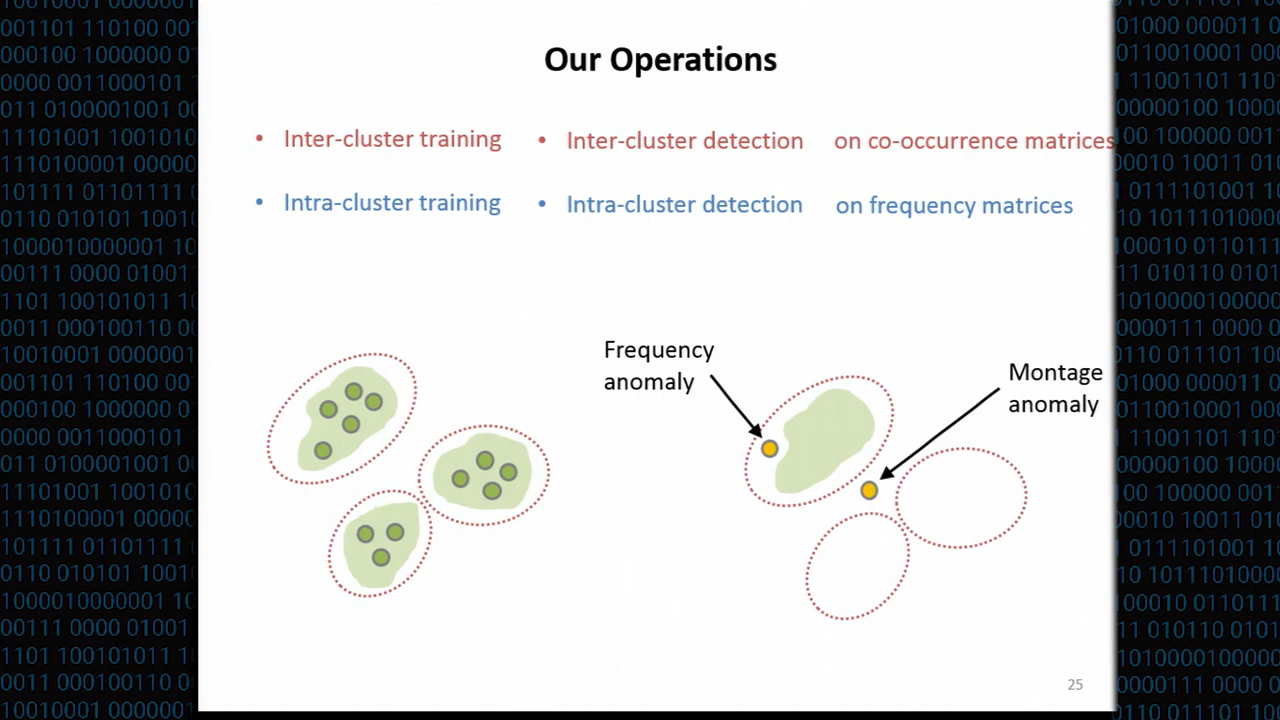 Our Operations
• Inter-cluster training • Inter-cluster detection on co-occurrence matrices
• Intra-cluster training • Intra-cluster detection on frequency matrices
Frequency
anomaly
Montage
anomaly
25